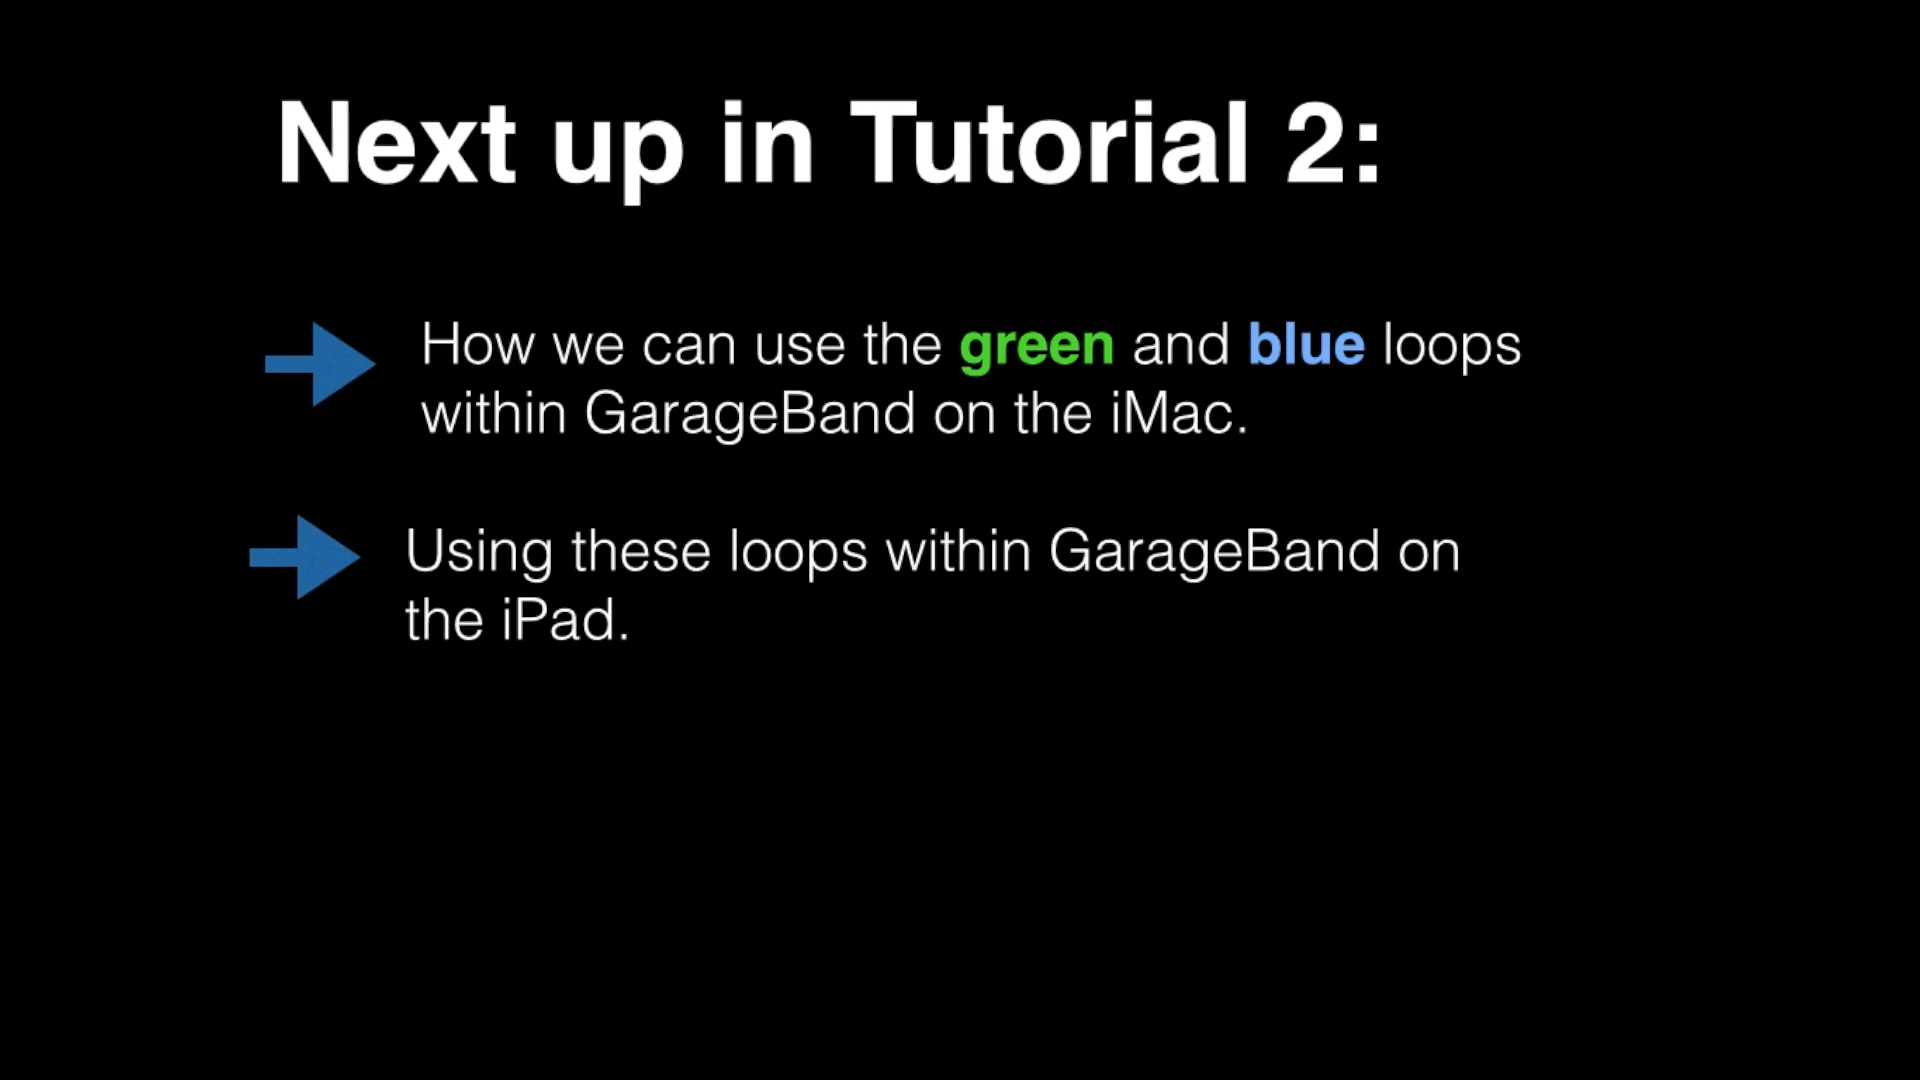 Next up in Tutorial 2:
How we can use the green and blue loops
within GarageBand on the iMac.
Using these loops within GarageBand on
the iPad.